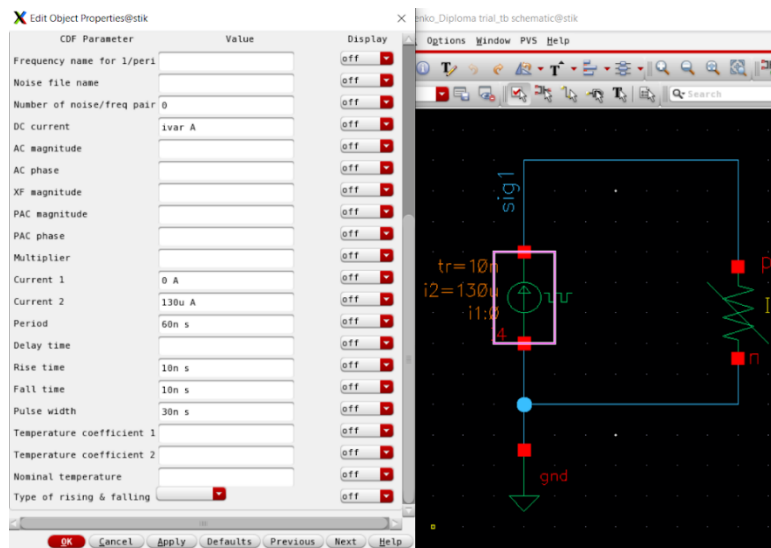 Edit Object Properties@stik
CDF Parameter Value Display
Frequency name for 1/peri off
Noise file name off
Number of noise/freq pair 0 off
DC current ivar A off
AC magnitude off
AC phase off
XF magnitude off
PAC magnitude off
PAC phase off
Multiplier off
Current 1 0 A off
Current 2 130u A off
Period 60n s off
Delay time off
Rise time 10n s off
Fall time 10n s off
Pulse width 30n s off
Temperature coefficient 1 off
Temperature coefficient 2 off
Nominal temperature off
Type of rising & falling off
OK Cancel Apply Defaults Previous Next Help
enko_Diploma trial_tb schematic@stik
Options Window PVS Help
Search
sig1
tr=10n
i2=130u
i1:0
4
n
gnd